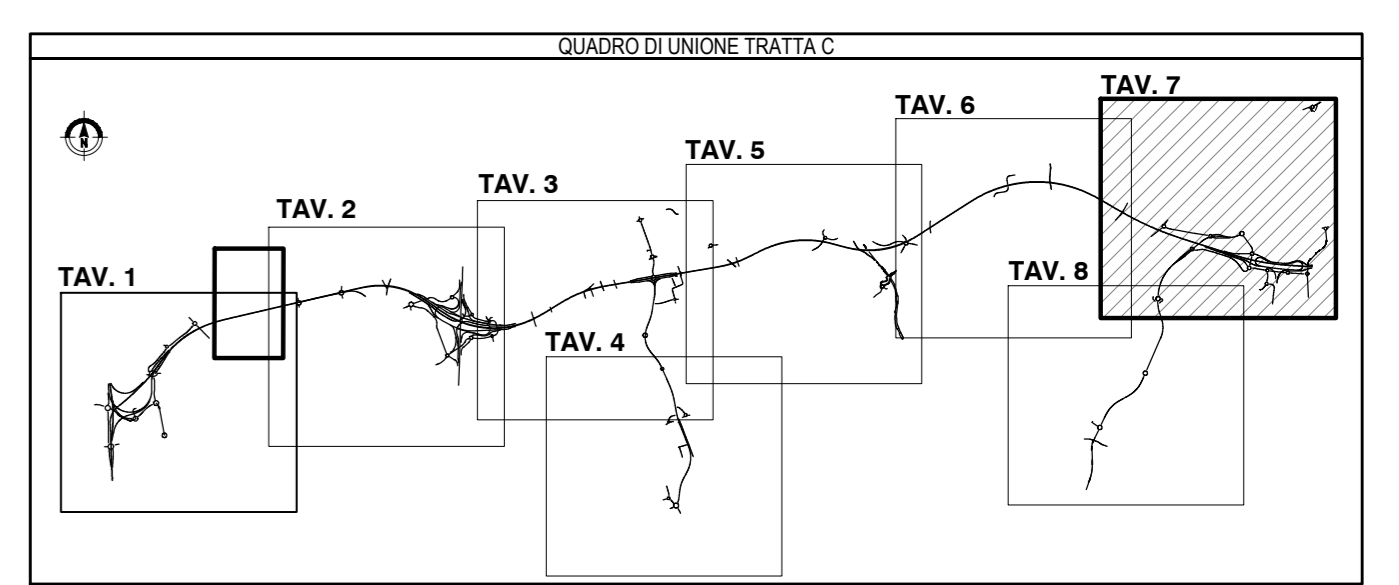 QUADRO DI UNIONE TRATTA C
TAV. 1
TAV. 2
TAV. 3
TAV. 4
TAV. 5
TAV. 6
TAV. 7
TAV. 8
N